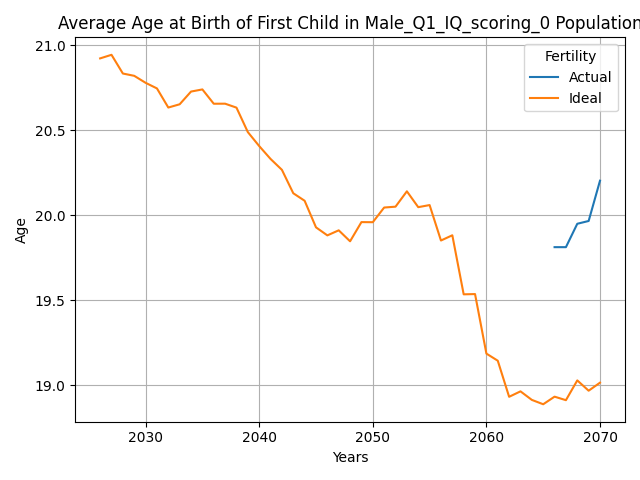 Average Age at Birth of First Child in Male_Q1_IQ_scoring_0 Population
21.0
20.5
20.0
19.5
19.0
Age
Fertility
Actual
Ideal
2030 2040 2050 2060 2070
Years